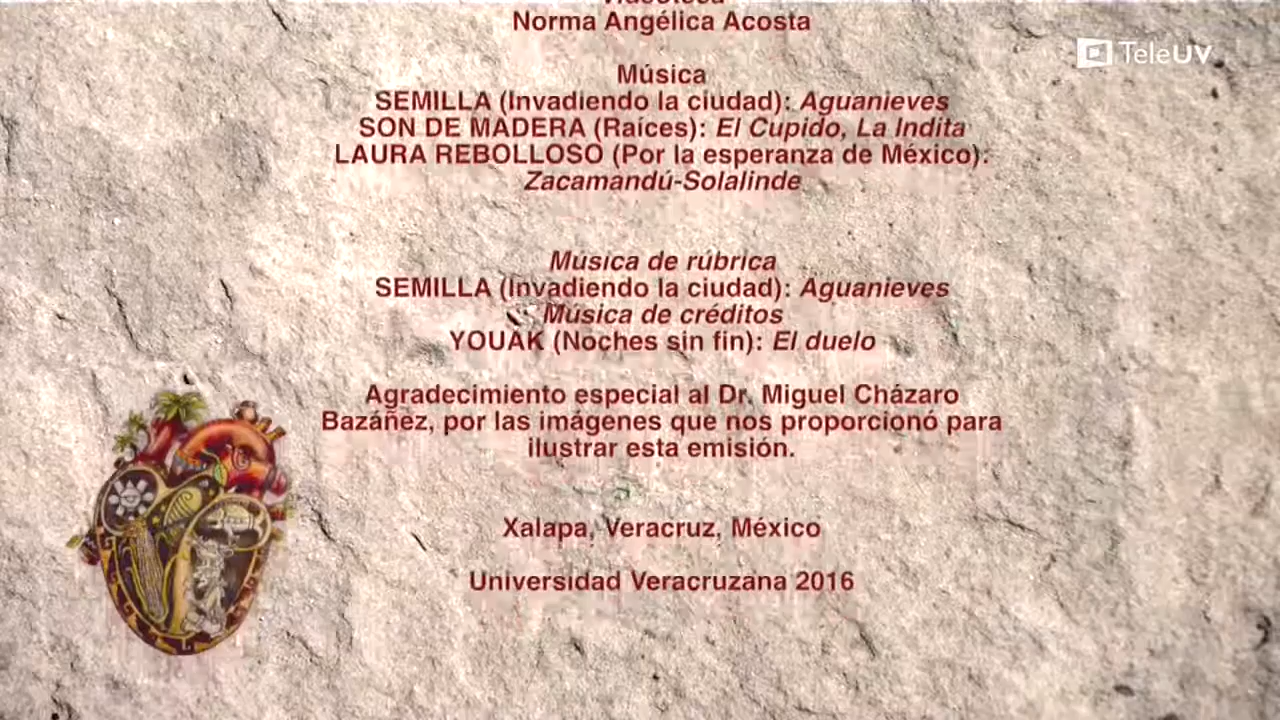 Videoteca
Norma Angélica Acosta
TeleUV
Música
SEMILLA (Invadiendo la ciudad): Aguanieves
SON DE MADERA (Raíces): El Cupido, La Indita
LAURA REBOLLOSO (Por la esperanza de México):
Zacamandú-Solalinde
Música de rúbrica
SEMILLA (Invadiendo la ciudad): Aguanieves
Música de créditos
YOUAK (Noches sin fin): El duelo
Agradecimiento especial al Dr. Miguel Cházaro
Bazáñez, por las imágenes que nos proporcionó para
ilustrar esta emisión.
Xalapa, Veracruz, México
Universidad Veracruzana 2016